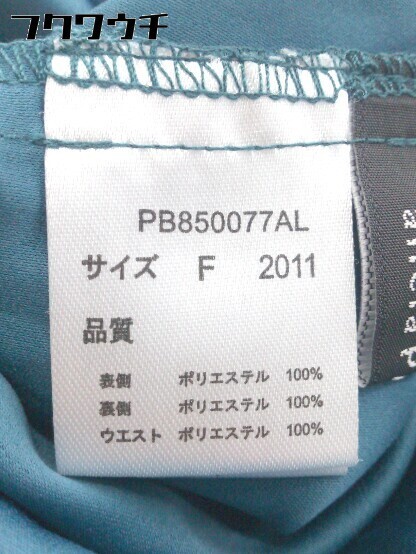 フクワウチ
PB850077AL
サイズ F 2011
品質
表側 ポリエステル 100%
裏側 ポリエステル 100%
ウエスト ポリエステル 100%